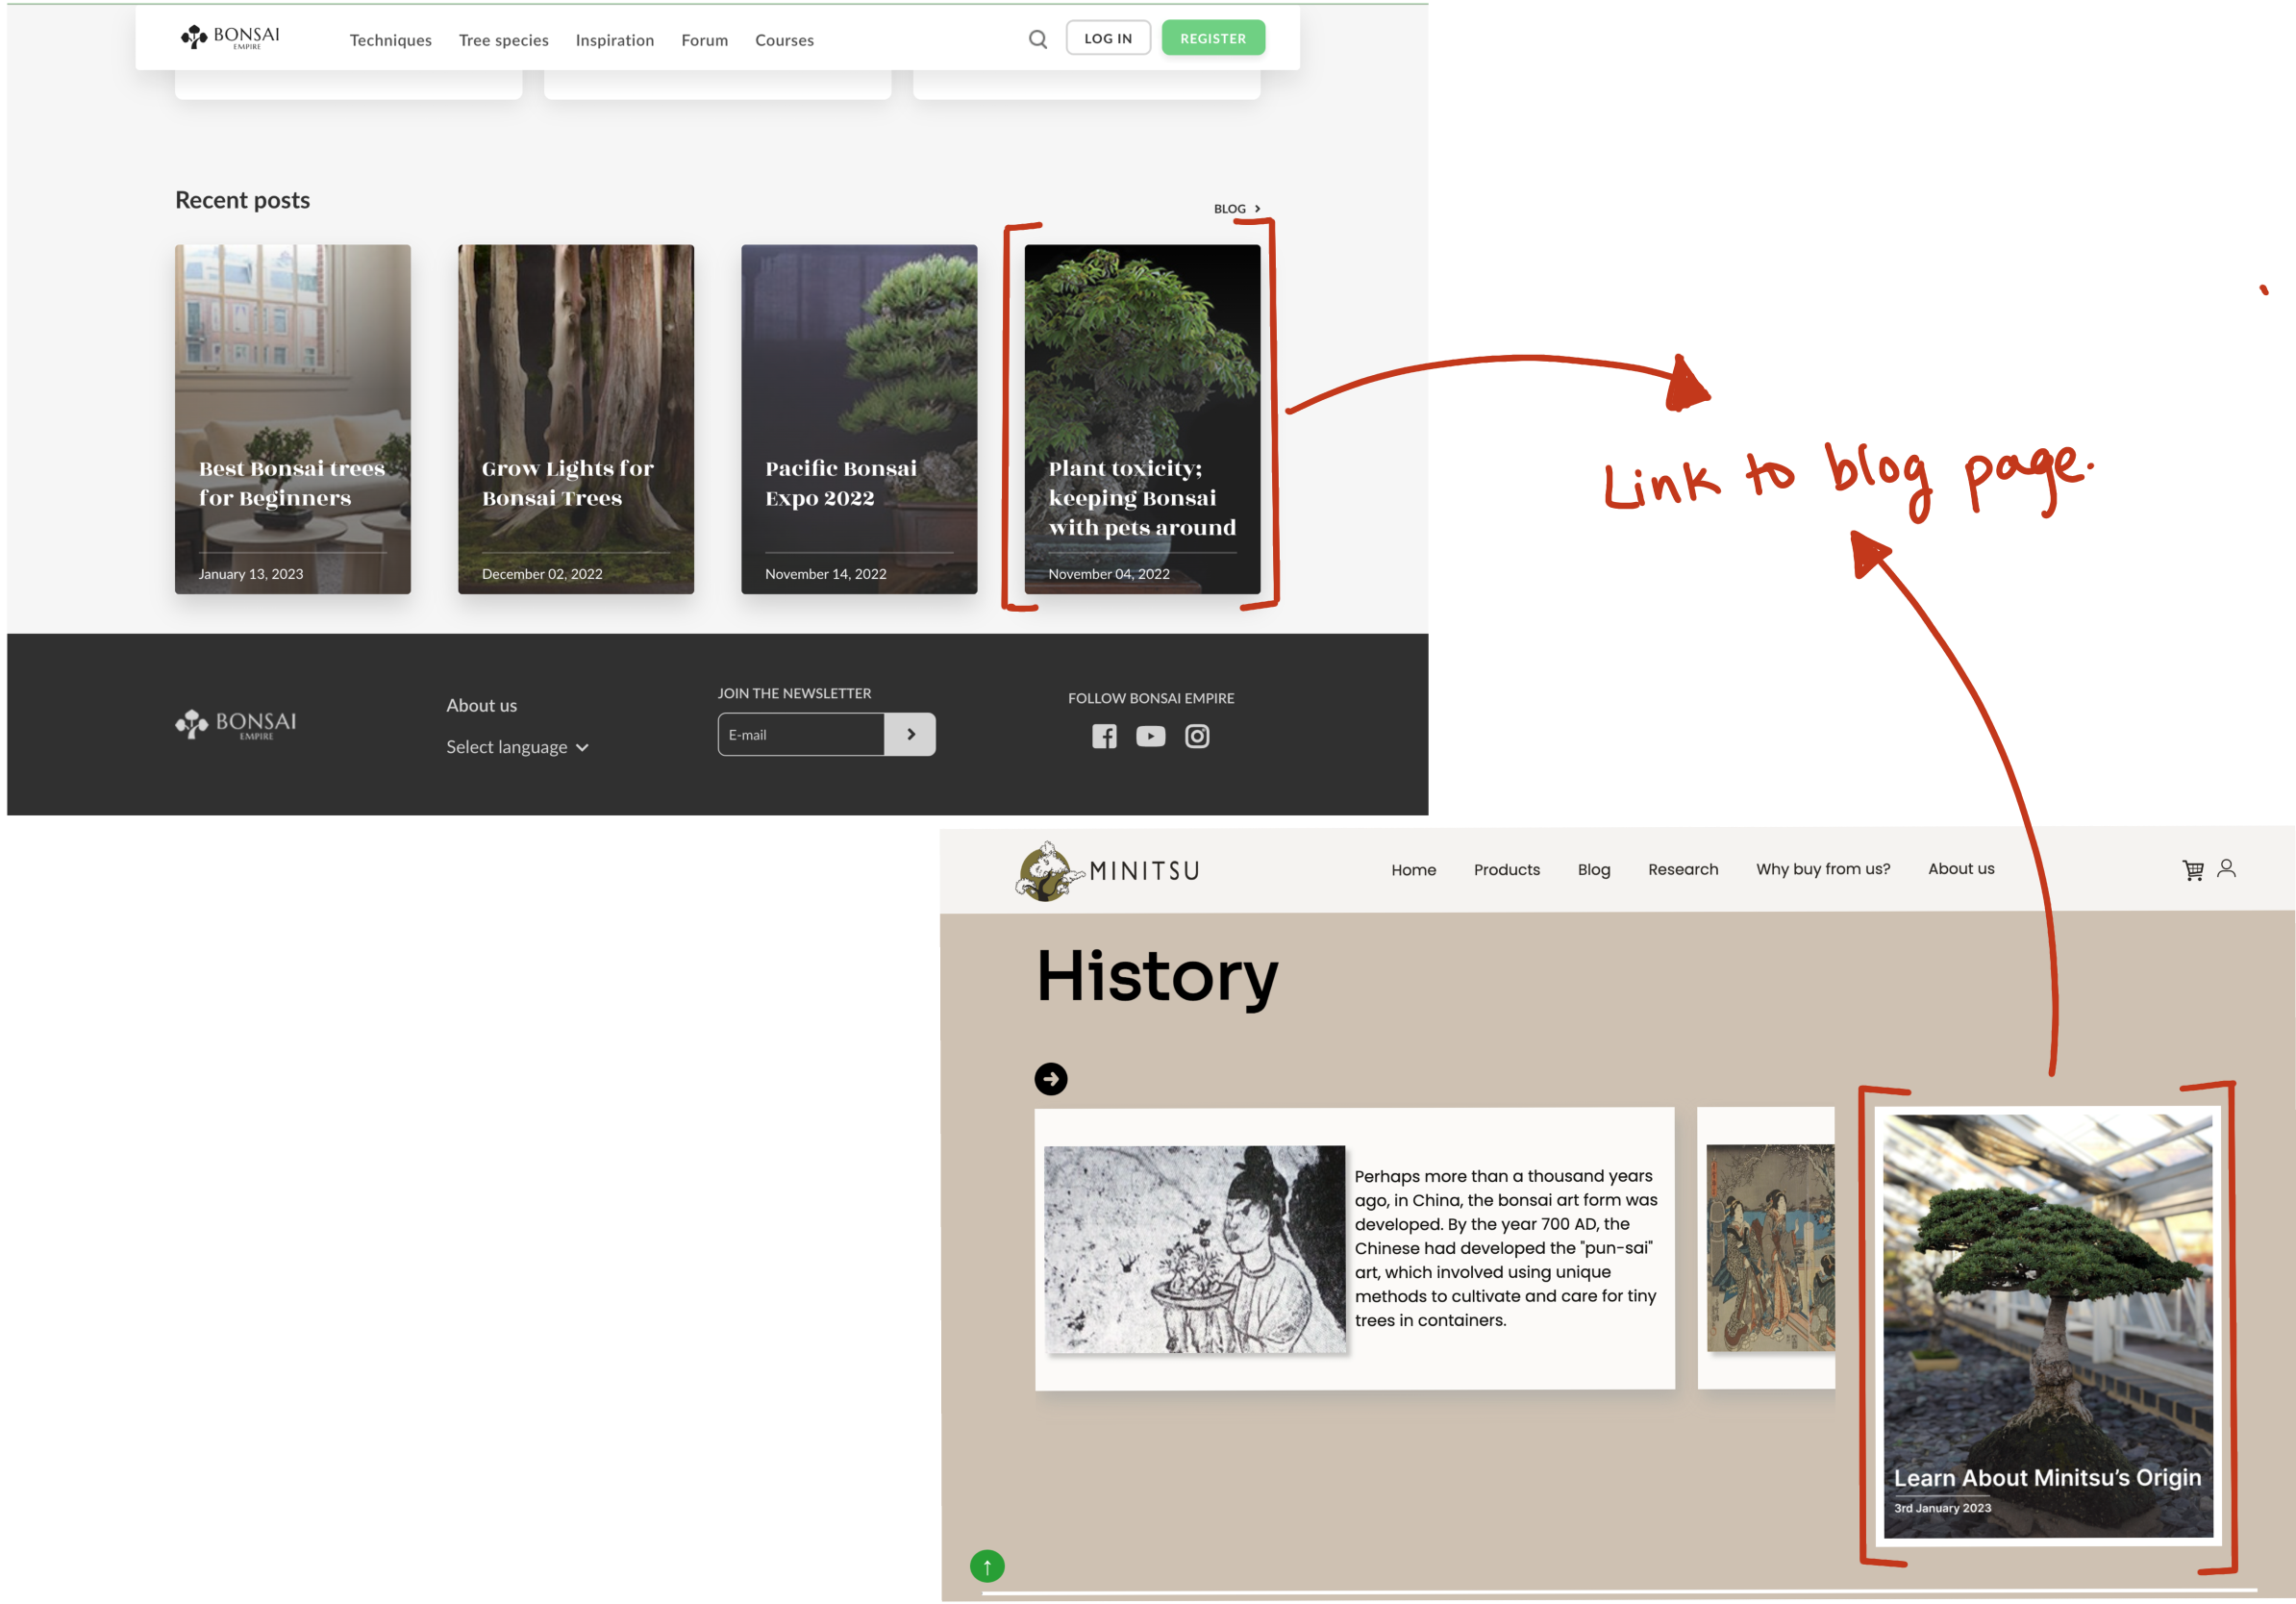 BONSAI
EMPIRE
Techniques Tree species Inspiration Forum Courses
LOG IN
REGISTER
Recent posts
BLOG >
Best Bonsai trees
for Beginners
January 13, 2023
Grow Lights for
Bonsai Trees
December 02, 2022
Pacific Bonsai
Expo 2022
November 14, 2022
Plant toxicity;
keeping Bonsai
with pets around
November 04, 2022
Link to blog page.
BONSAI
EMPIRE
About us
Select language
JOIN THE NEWSLETTER
E-mail
FOLLOW BONSAI EMPIRE
MINITSU
Home Products Blog Research Why buy from us? About us
History
Perhaps more than a thousand years
ago, in China, the bonsai art form was
developed. By the year 700 AD, the
Chinese had developed the "pun-sai"
art, which involved using unique
methods to cultivate and care for tiny
trees in containers.
Learn About Minitsu's Origin
3rd January 2023